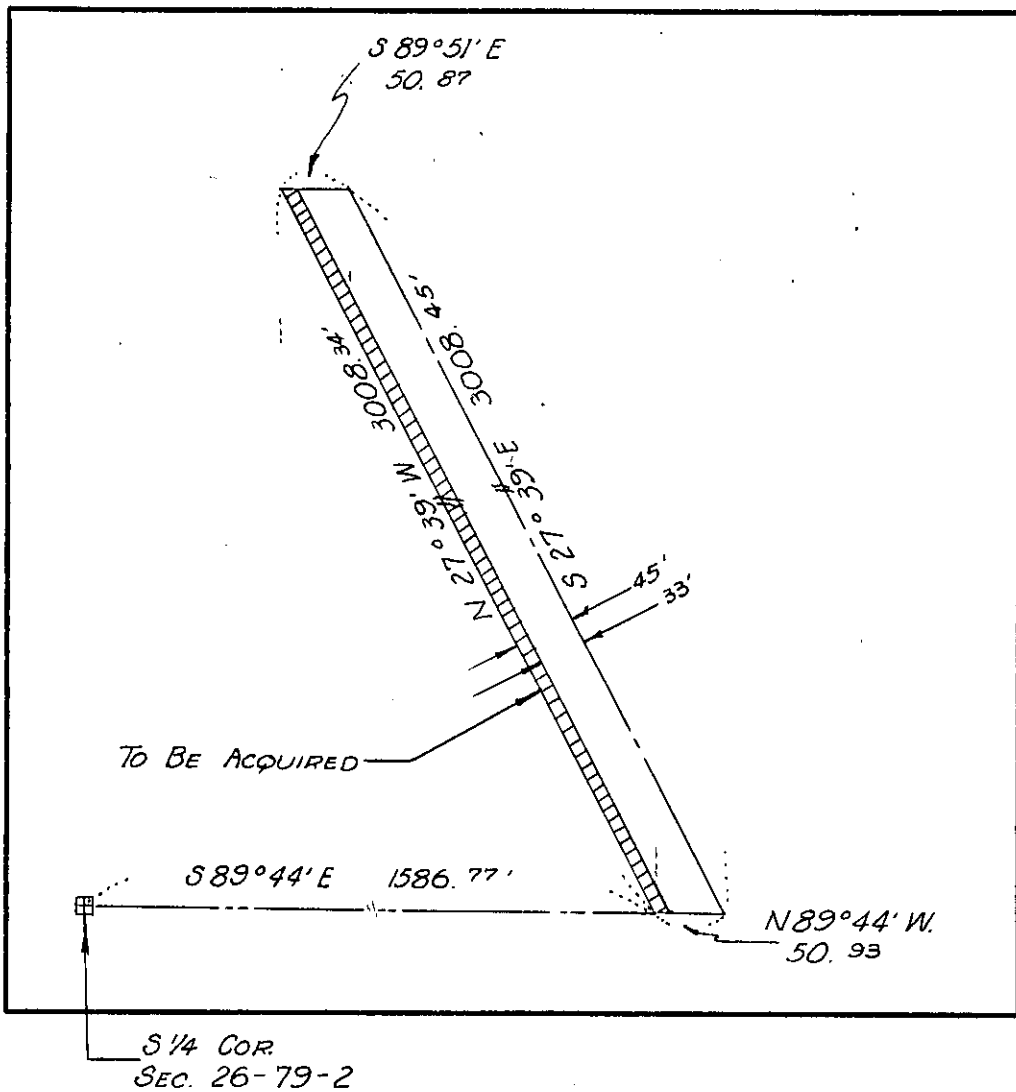 S 89°51' E
50.87
N 27°39' W 3008.34'
S 27°39' E 3008.45'
45'
33'
TO BE ACQUIRED
S 89°44' E 1586.77'
N 89°44' W.
50.93
S 1/4 COR.
SEC. 26-79-2